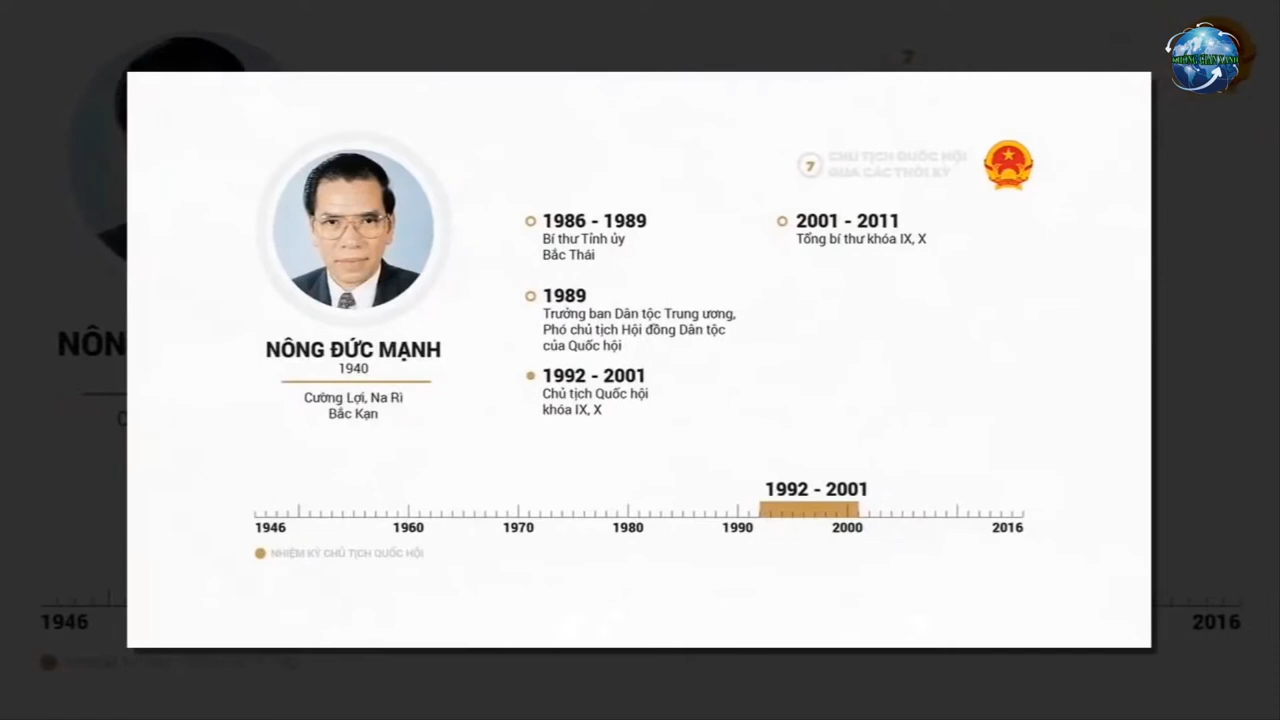 KHÔNG GIAN XANH
7
CHỦ TỊCH QUỐC HỘI
QUA CÁC THỜI KỲ
NÔNG ĐỨC MẠNH
1940
Cường Lợi, Na Rì
Bắc Kạn
1986 - 1989
Bí thư Tỉnh ủy
Bắc Thái
1989
Trưởng ban Dân tộc Trung ương,
Phó chủ tịch Hội đồng Dân tộc
của Quốc hội
1992 - 2001
Chủ tịch Quốc hội
khóa IX, X
2001 - 2011
Tổng bí thư khóa IX, X
1992 - 2001
1946 1960 1970 1980 1990 2000 2016
NHIỆM KỲ CHỦ TỊCH QUỐC HỘI
7
NÔN
1946
2016